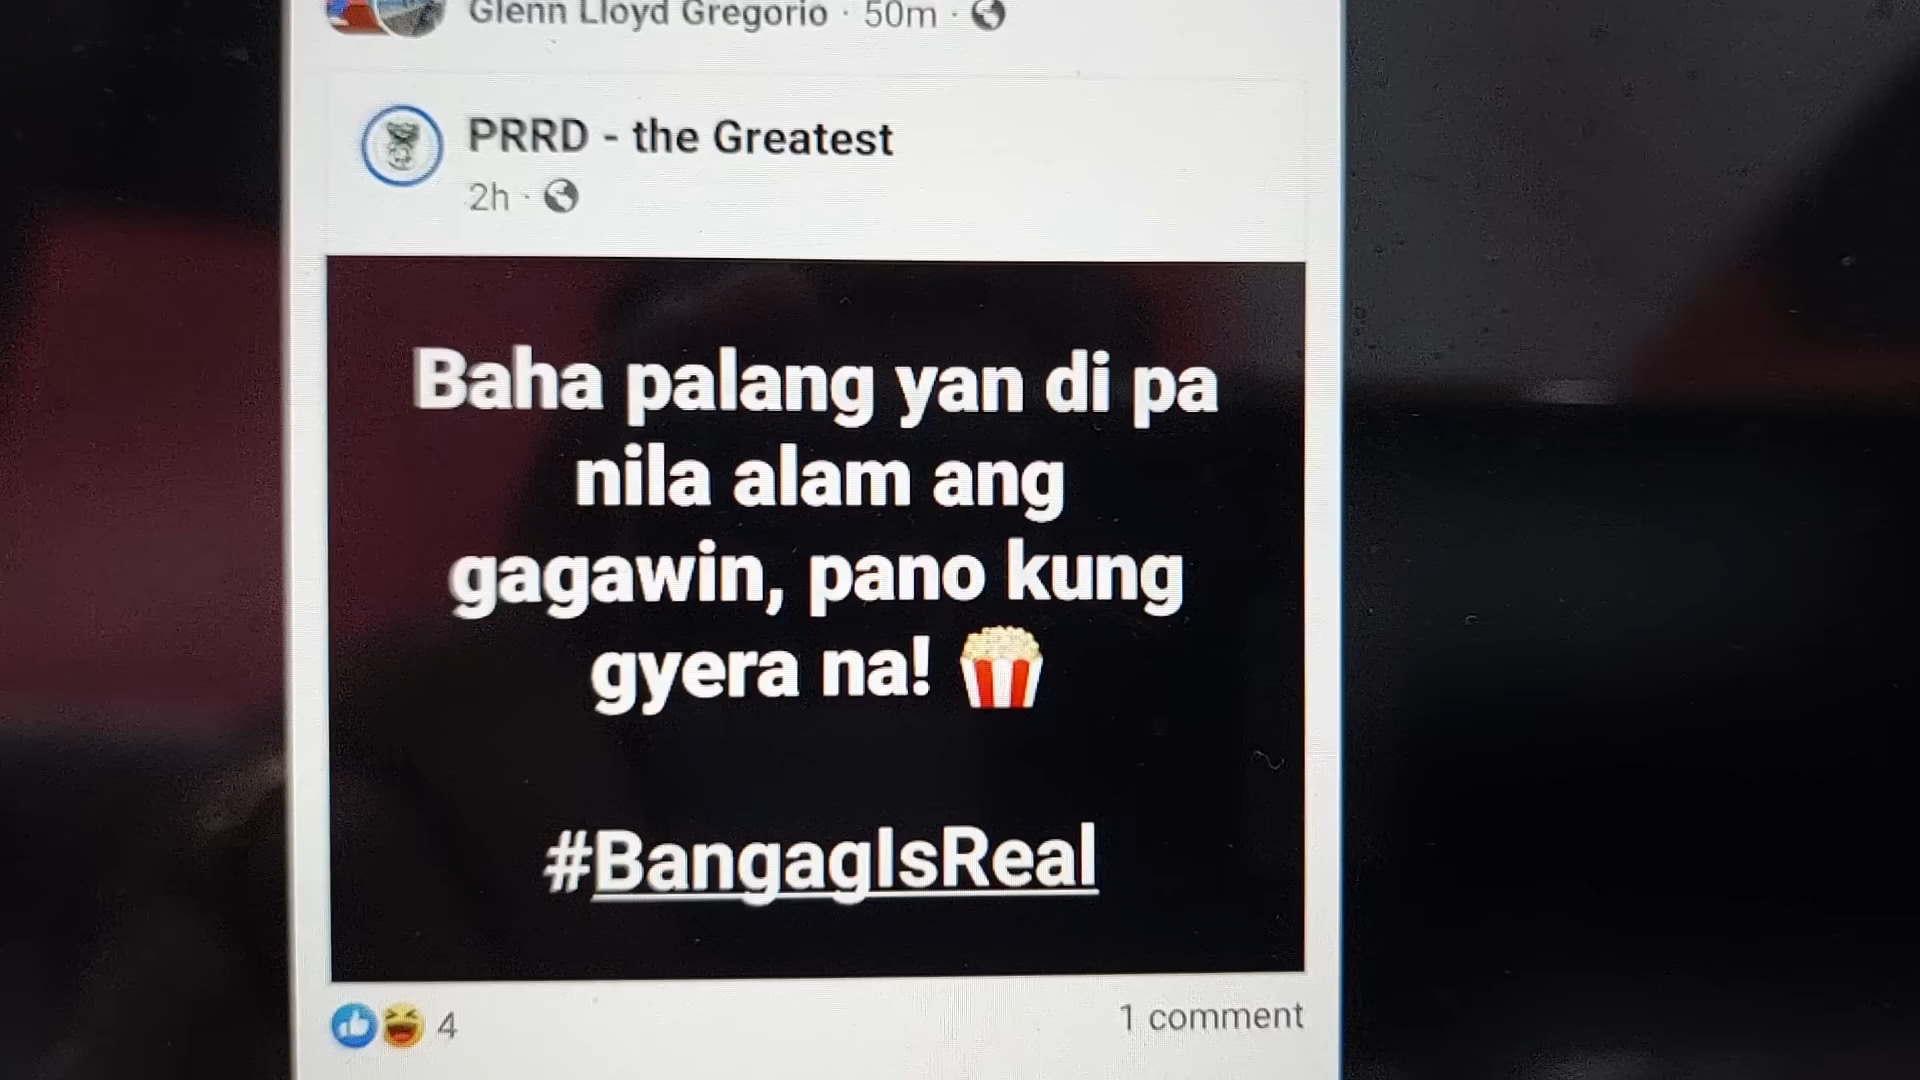 Glenn Lloyd Gregorio · 50m ·
PRRD - the Greatest
2h ·
Baha palang yan di pa
nila alam ang
gagawin, pano kung
gyera na! 🍿
#BangagIsReal
4
1 comment